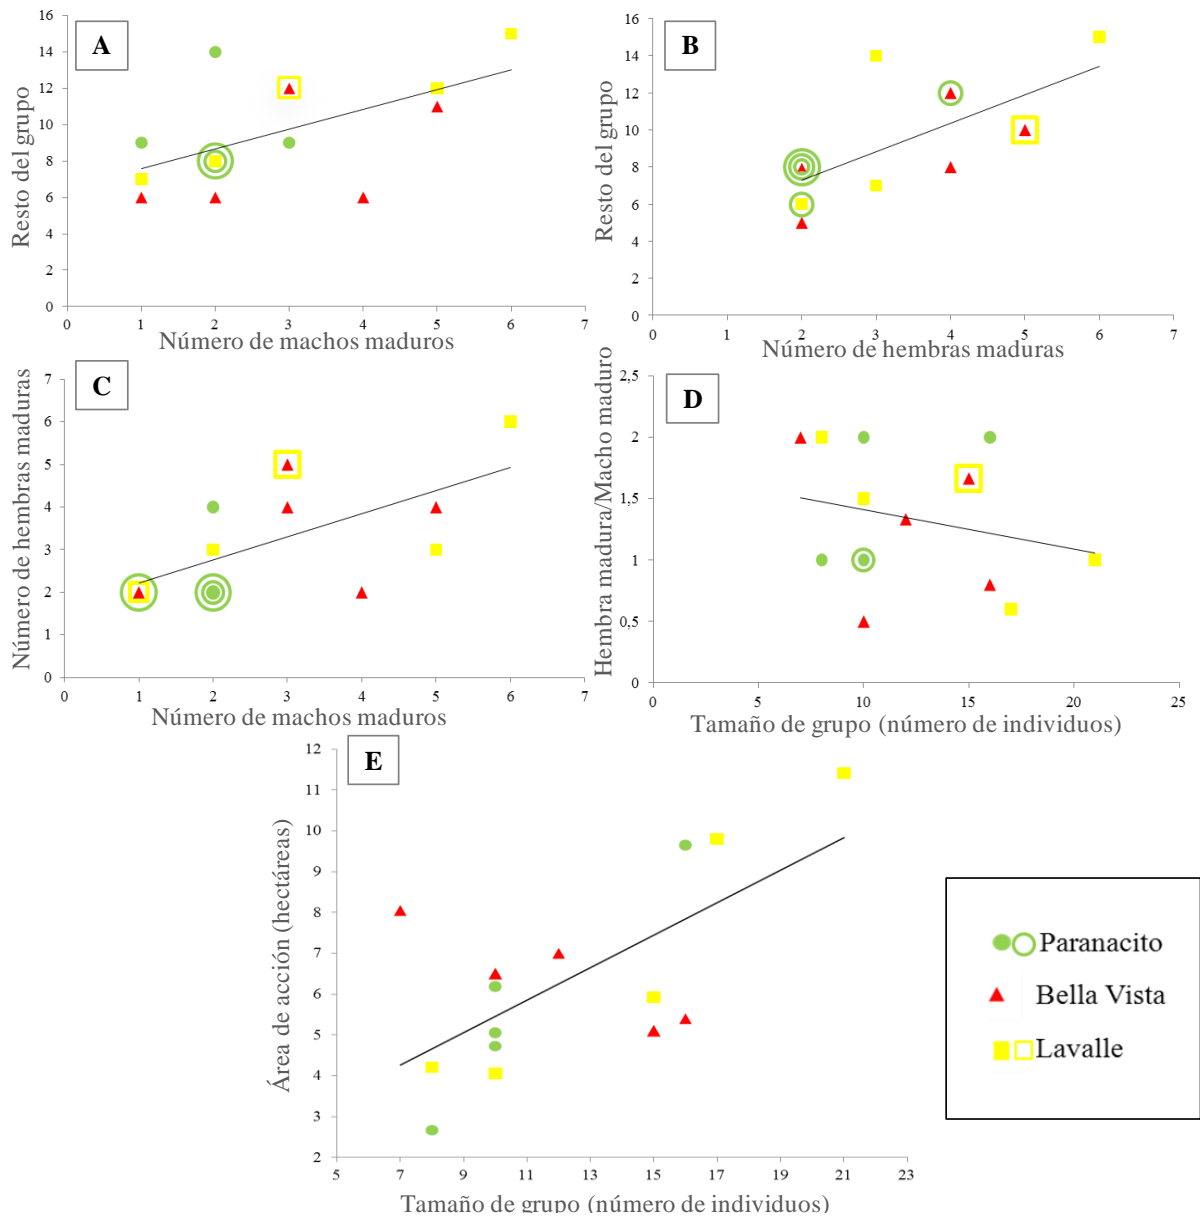 A
Resto del grupo
16
14
12
10
8
6
4
2
0
0 1 2 3 4 5 6 7
Número de machos maduros
B
Resto del grupo
16
14
12
10
8
6
4
2
0
0 1 2 3 4 5 6 7
Número de hembras maduras
C
Número de hembras maduras
7
6
5
4
3
2
1
0
0 1 2 3 4 5 6 7
Número de machos maduros
D
Hembra madura/Macho maduro
2,5
2
1,5
1
0,5
0
0 5 10 15 20 25
Tamaño de grupo (número de individuos)
E
Área de acción (hectáreas)
12
11
10
9
8
7
6
5
4
3
2
5 7 9 11 13 15 17 19 21 23
Tamaño de grupo (número de individuos)
Paranacito
Bella Vista
Lavalle